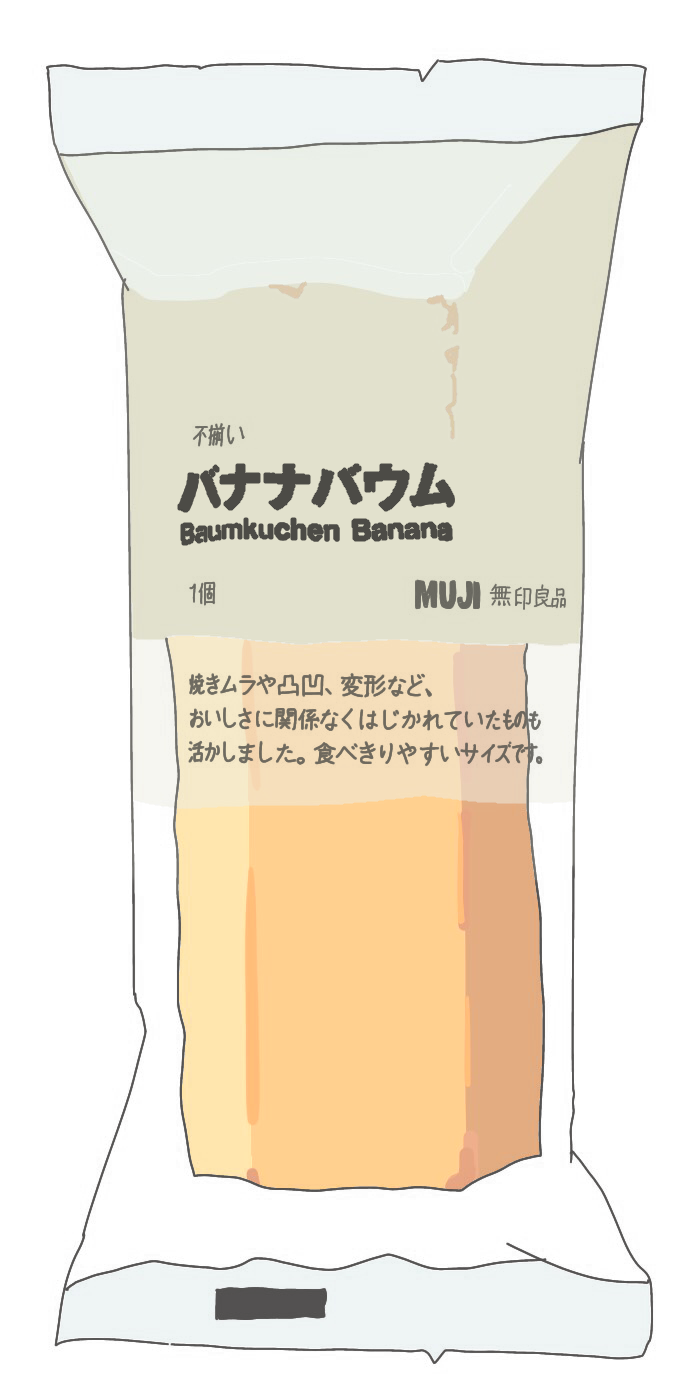 不揃い
バナナバウム
Baumkuchen Banana
1個
MUJI 無印良品
焼きムラや凸凹、変形など、
おいしさに関係なくはじかれていたものも
活かしました。食べきりやすいサイズです。